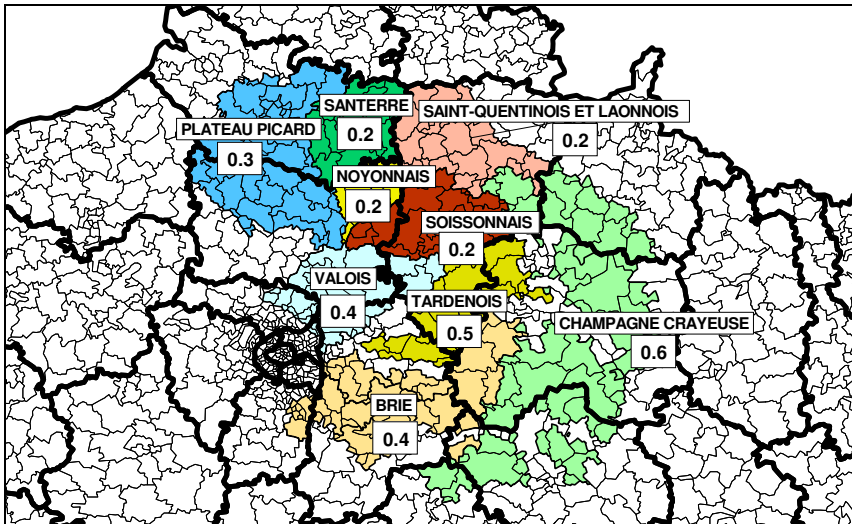 SANTERRE
0.2
SAINT-QUENTINOIS ET LAONNOIS
0.2
PLATEAU PICARD
0.3
NOYONNAIS
0.2
SOISSONNAIS
0.2
VALOIS
0.4
TARDENOIS
0.5
CHAMPAGNE CRAYEUSE
0.6
BRIE
0.4